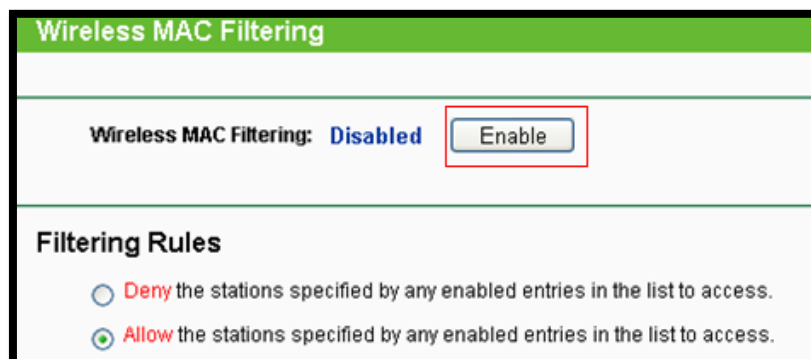 Wireless MAC Filtering
Wireless MAC Filtering: Disabled Enable
Filtering Rules
Deny the stations specified by any enabled entries in the list to access.
Allow the stations specified by any enabled entries in the list to access.